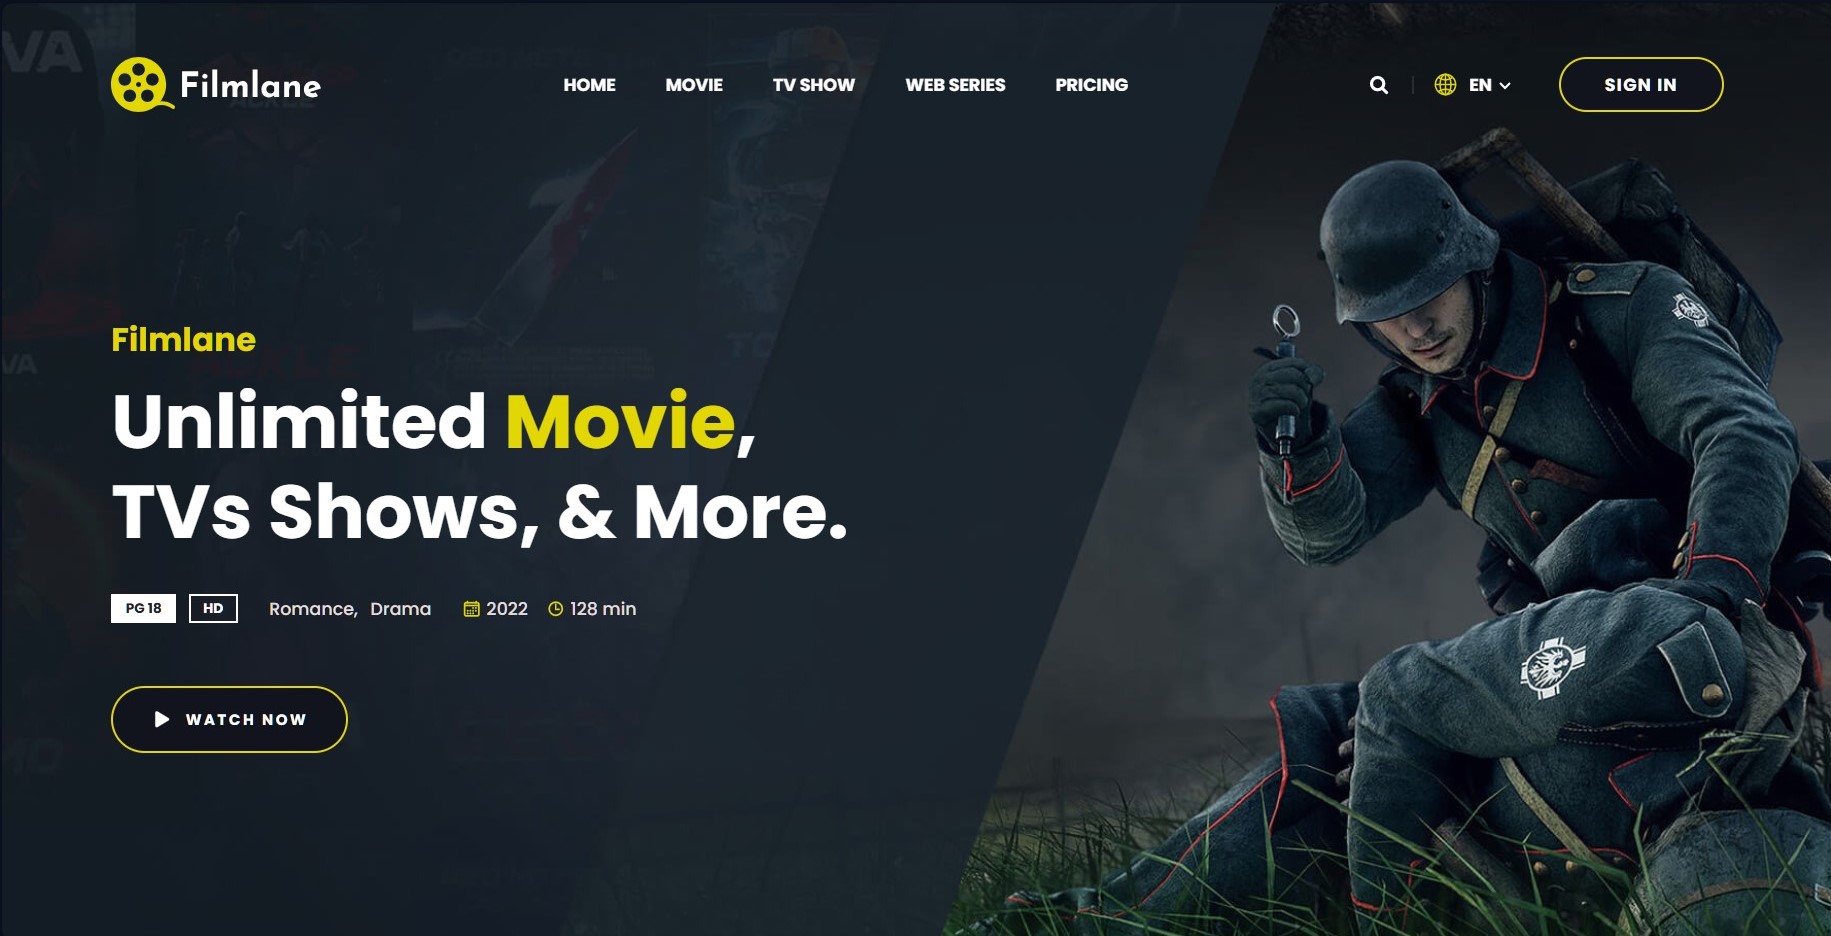 Filmlane
HOME MOVIE TV SHOW WEB SERIES PRICING
EN
SIGN IN
Filmlane
Unlimited Movie,
TVs Shows, & More.
PG 18 HD Romance, Drama 2022 128 min
WATCH NOW